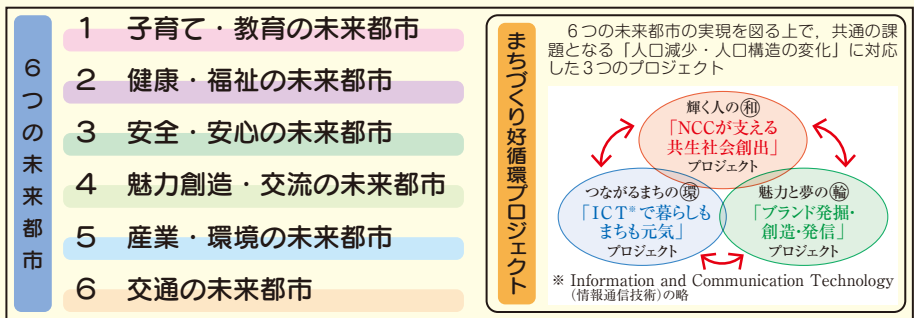 6つの未来都市
1 子育て・教育の未来都市
2 健康・福祉の未来都市
3 安全・安心の未来都市
4 魅力創造・交流の未来都市
5 産業・環境の未来都市
6 交通の未来都市
まちづくり好循環プロジェクト
6つの未来都市の実現を図る上で，共通の課
題となる「人口減少・人口構造の変化」に対応
した3つのプロジェクト
輝く人の㊐和
「NCCが支える
共生社会創出」
プロジェクト
つながるまちの環
「ICT※で暮らしも
まちも元気」
プロジェクト
魅力と夢の輪
「ブランド発掘・
創造・発信」
プロジェクト
※ Information and Communication Technology
(情報通信技術)の略